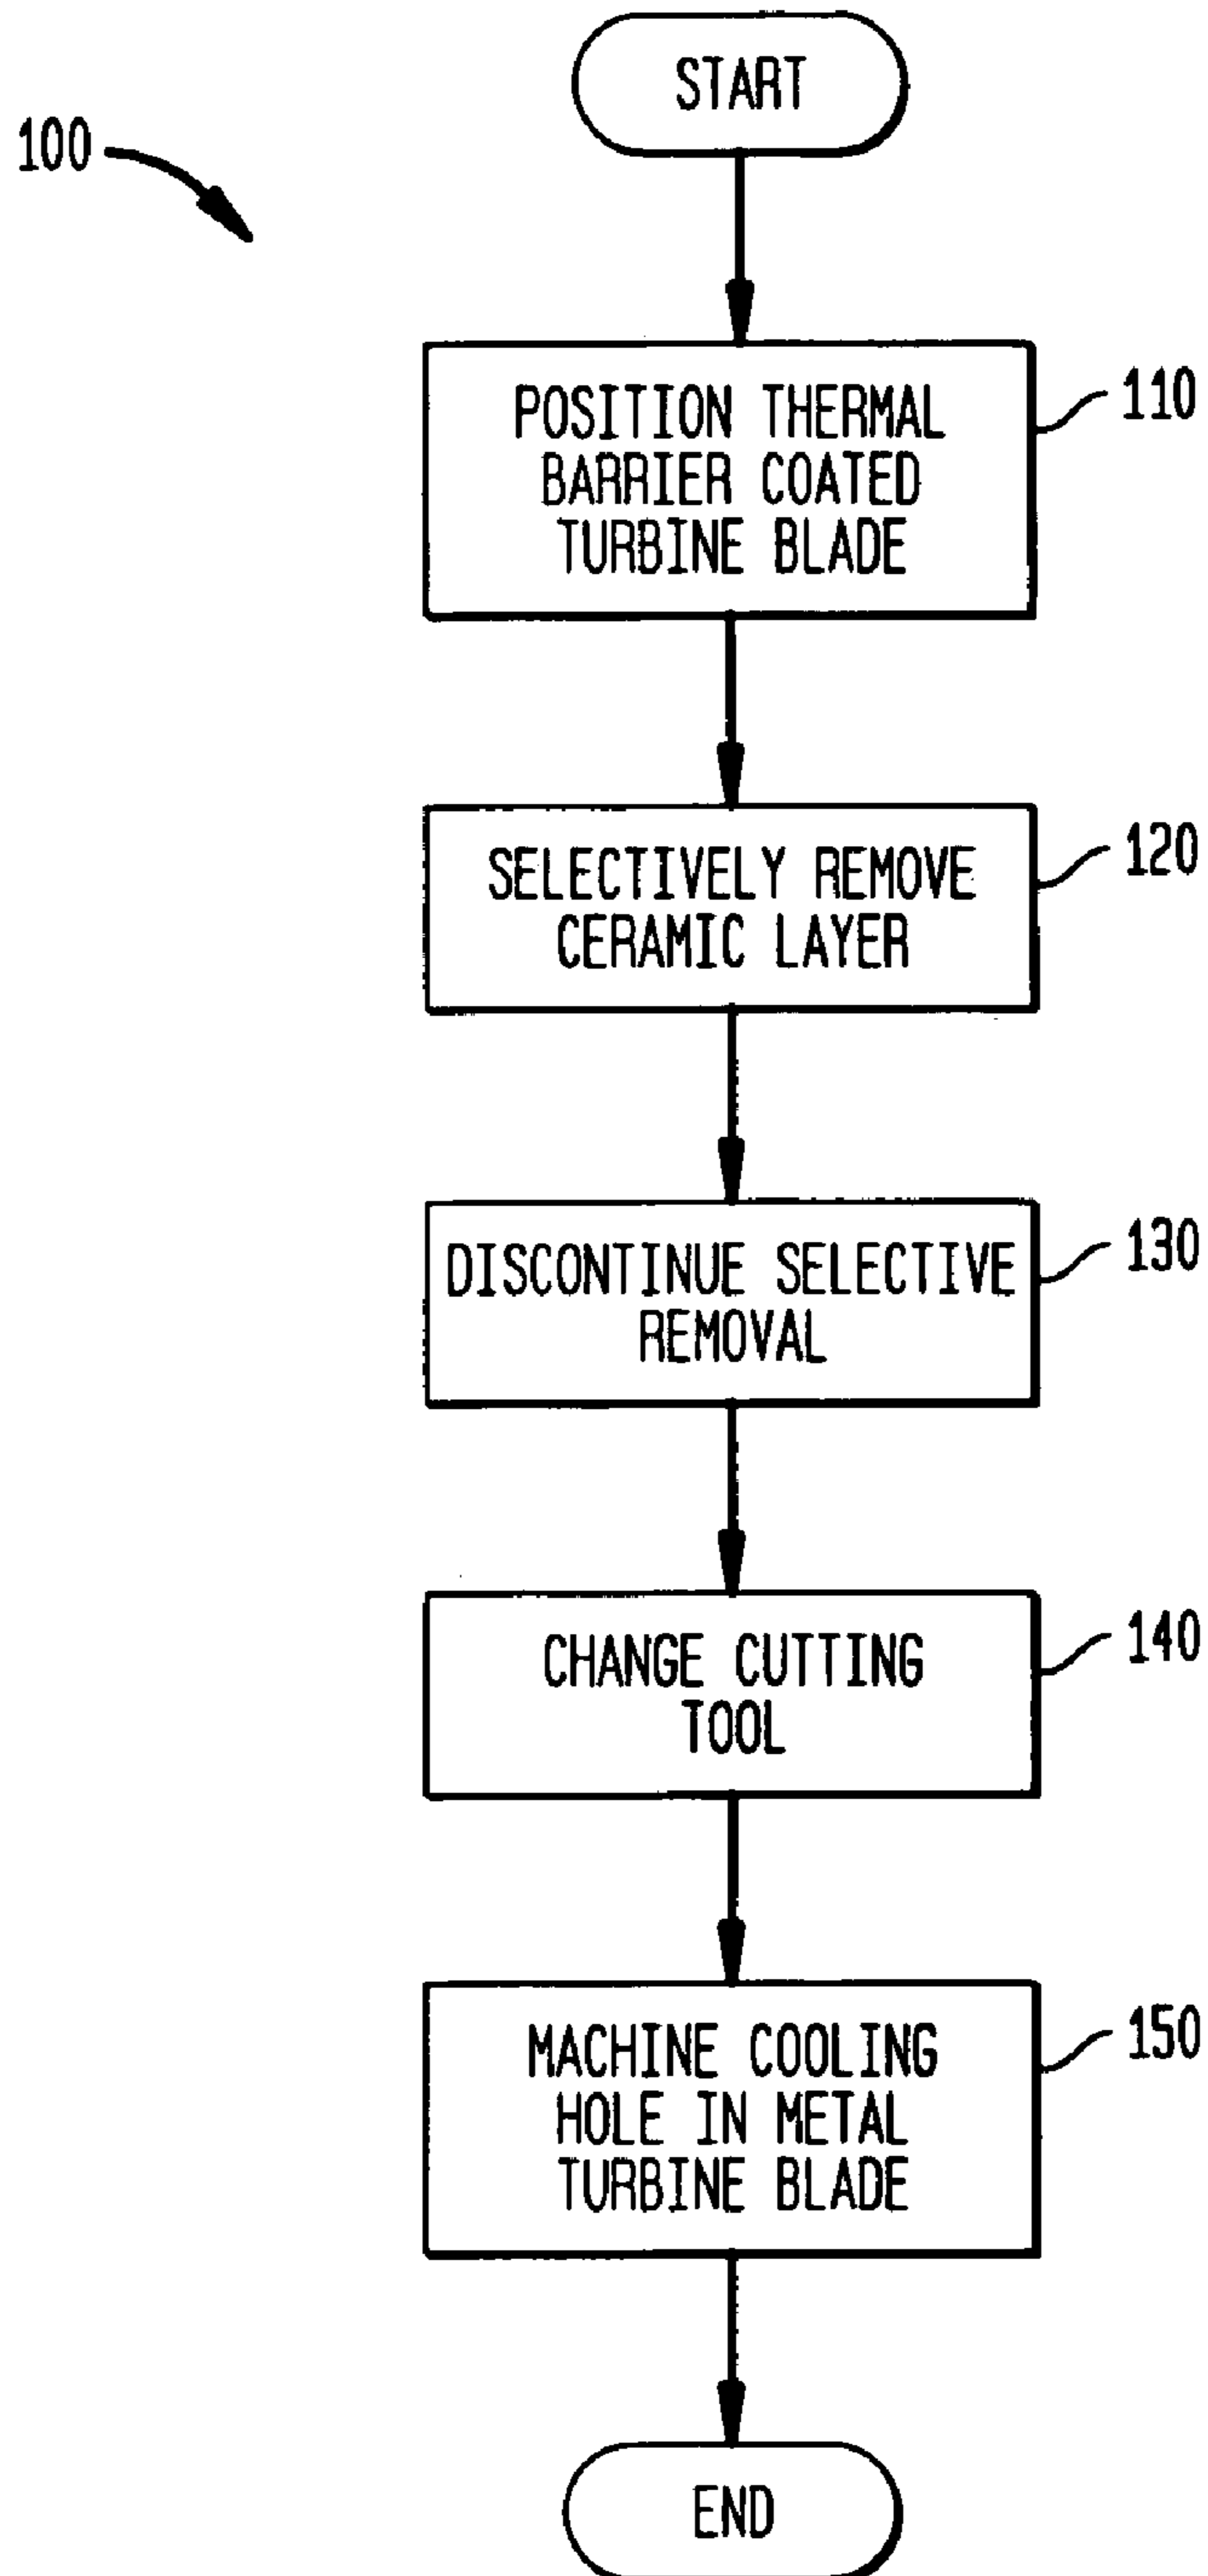 START
100
POSITION THERMAL
BARRIER COATED
TURBINE BLADE
110
SELECTIVELY REMOVE
CERAMIC LAYER
120
DISCONTINUE SELECTIVE
REMOVAL
130
CHANGE CUTTING
TOOL
140
MACHINE COOLING
HOLE IN METAL
TURBINE BLADE
150
END